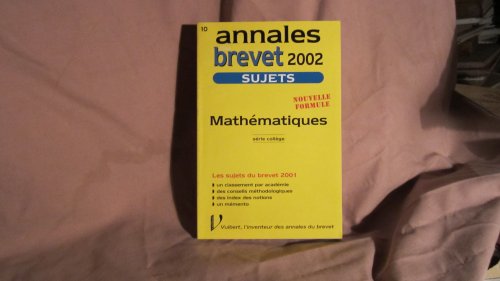 10
annales
brevet 2002
SUJETS
NOUVELLE
FORMULE
Mathématiques
série collège
Les sujets du brevet 2001
un classement par académie
des conseils méthodologiques
des index des notions
un mémento
Vuibert, l'inventeur des annales du brevet